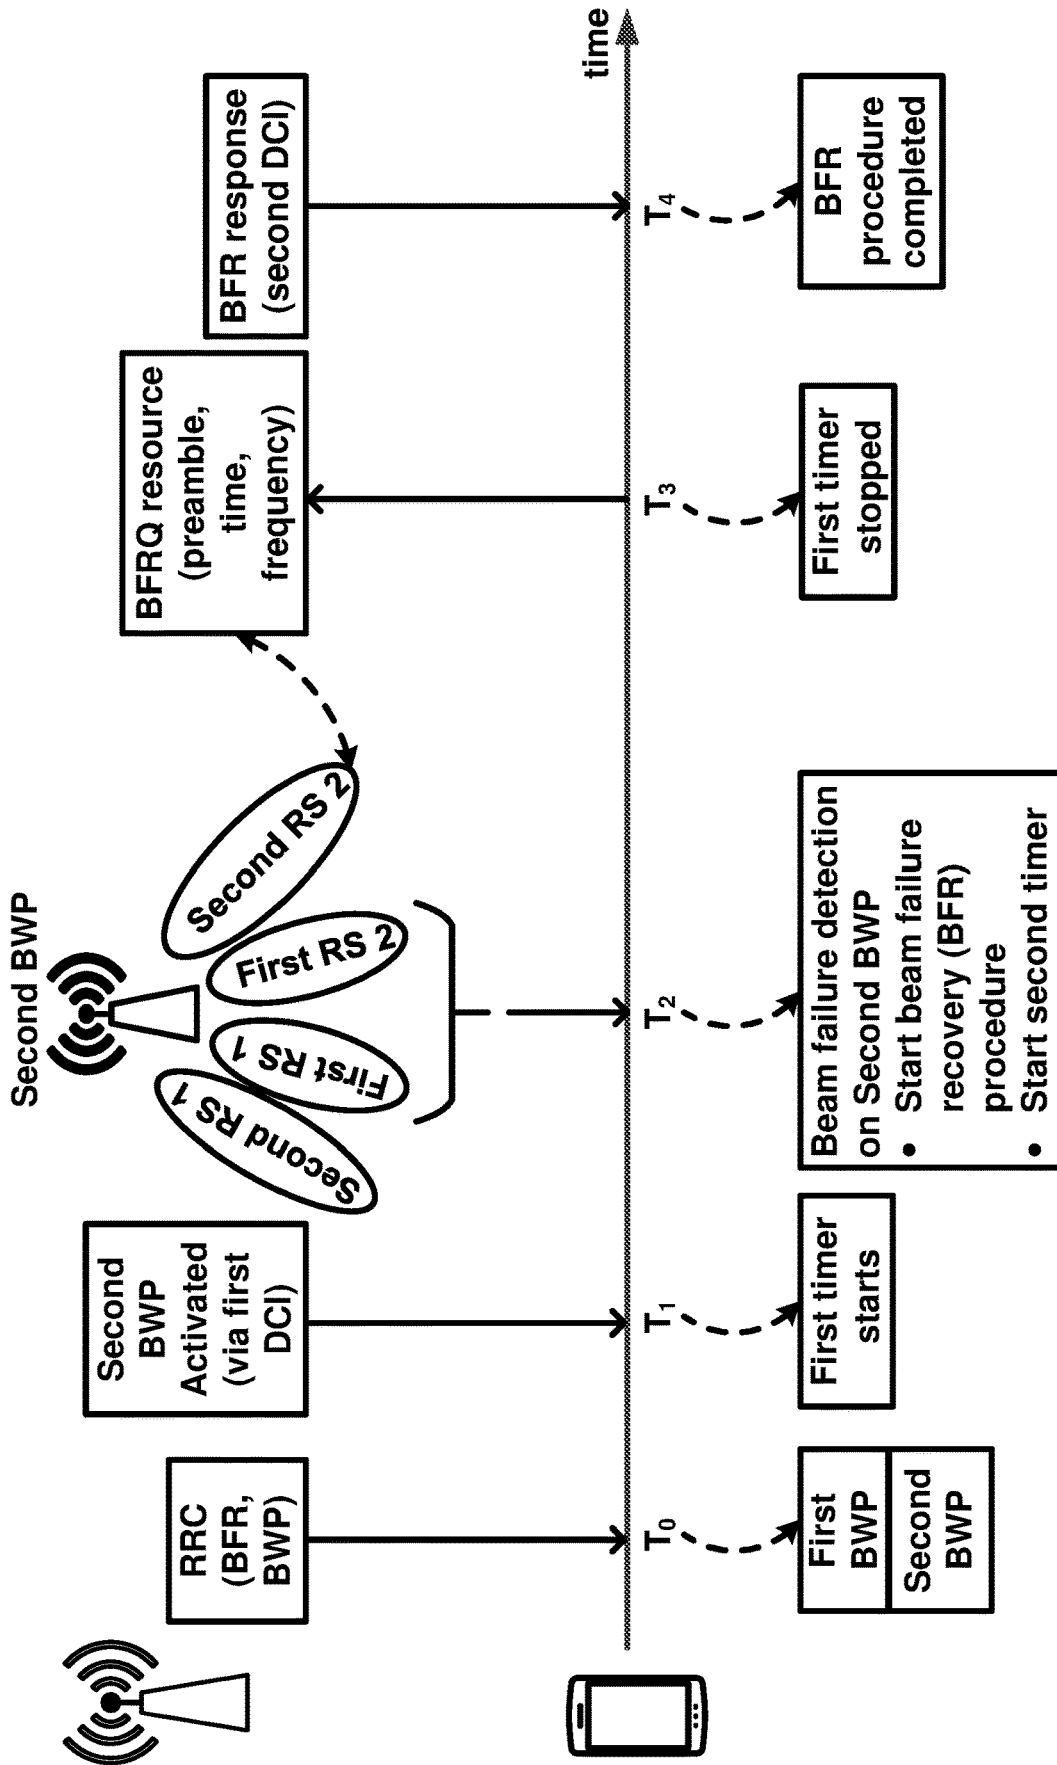 RRC
(BFR,
BWP)
Second
BWP
Activated
(via first
DCI)
Second BWP
Second RS 1
First RS 1
First RS 2
Second RS 2
BFRQ resource
(preamble,
time,
frequency)
BFR response
(second DCI)
time
T0
T1
T2
T3
T4
First
BWP
Second
BWP
First timer
starts
Beam failure detection
on Second BWP
• Start beam failure
recovery (BFR)
procedure
• Start second timer
First timer
stopped
BFR
procedure
completed